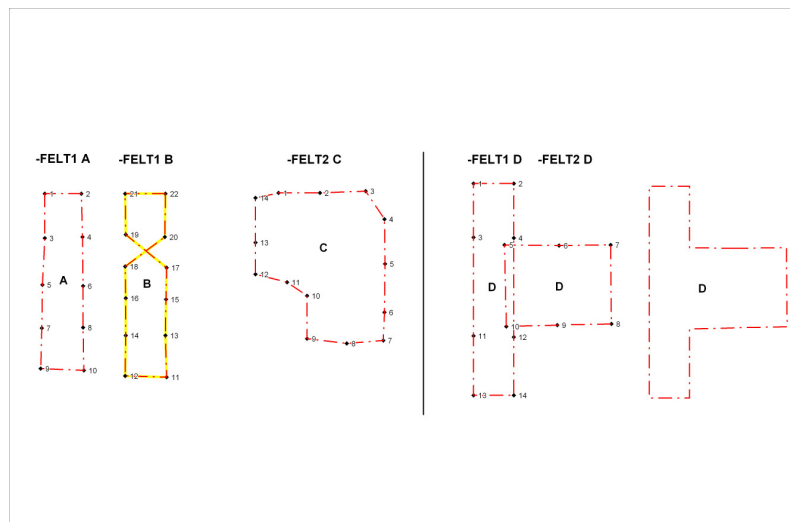 -FELT1 A
-FELT1 B
-FELT2 C
-FELT1 D
-FELT2 D
1 2
3 4
5 6
A
7 8
9 10
21 22
19 20
18 17
B
16 15
14 13
12 11
14 1 2 3
4
13 C 5
12 11 10
6
9 8 7
1 2
3 4
5 6 7
D D
10 9 8
11 12
13 14
D